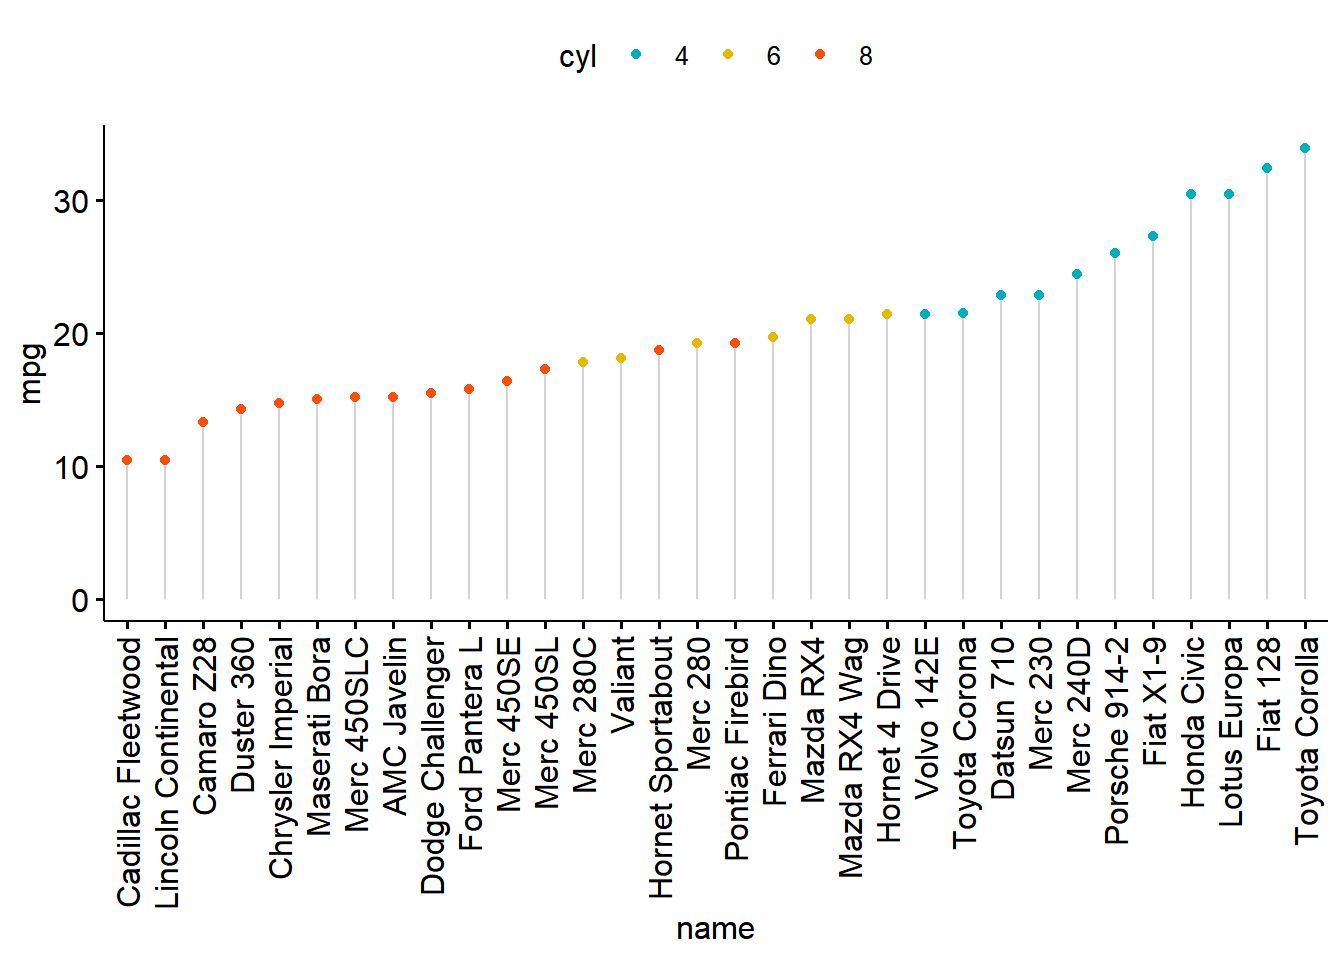 cyl 4 6 8
30
20
10
0
mpg
Cadillac Fleetwood
Lincoln Continental
Camaro Z28
Duster 360
Chrysler Imperial
Maserati Bora
Merc 450SLC
AMC Javelin
Dodge Challenger
Ford Pantera L
Merc 450SE
Merc 450SL
Merc 280C
Valiant
Hornet Sportabout
Merc 280
Pontiac Firebird
Ferrari Dino
Mazda RX4
Mazda RX4 Wag
Hornet 4 Drive
Volvo 142E
Toyota Corona
Datsun 710
Merc 230
Merc 240D
Porsche 914-2
Fiat X1-9
Honda Civic
Lotus Europa
Fiat 128
Toyota Corolla
name